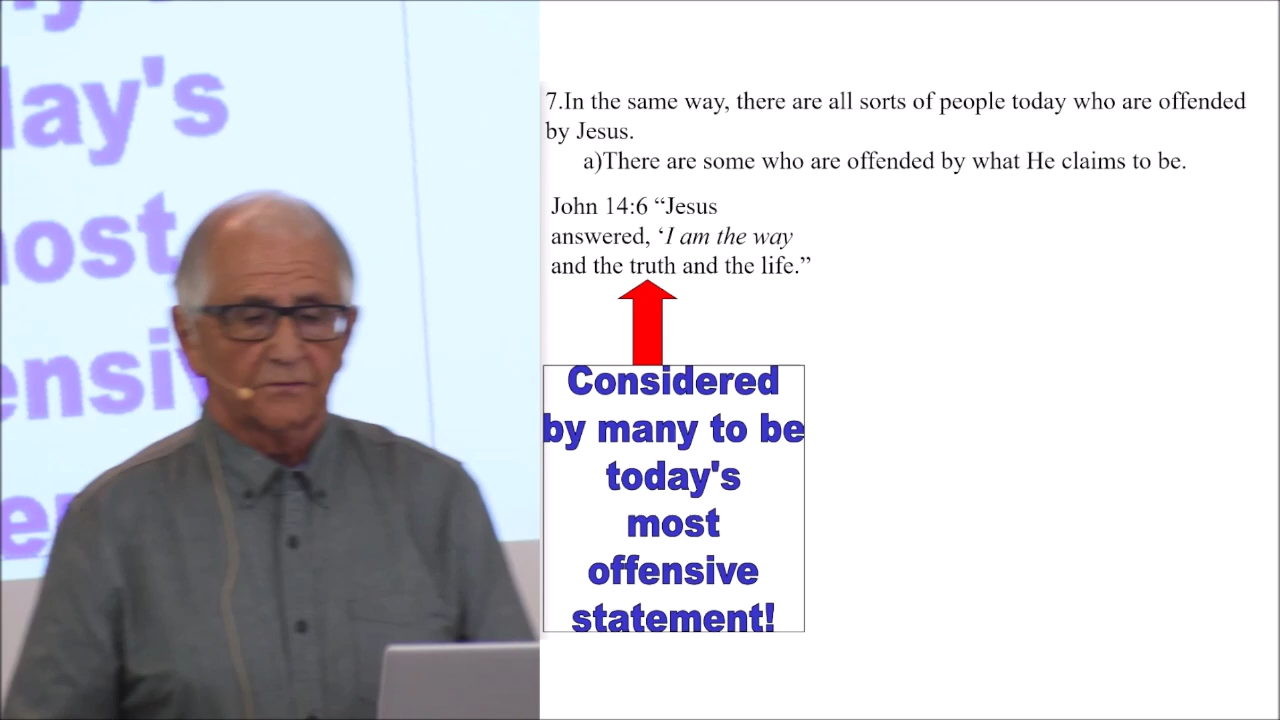 ay's
ost
ensiv
7.In the same way, there are all sorts of people today who are offended
by Jesus.
a)There are some who are offended by what He claims to be.
John 14:6 “Jesus
answered, ‘I am the way
and the truth and the life.”
Considered
by many to be
today's
most
offensive
statement!